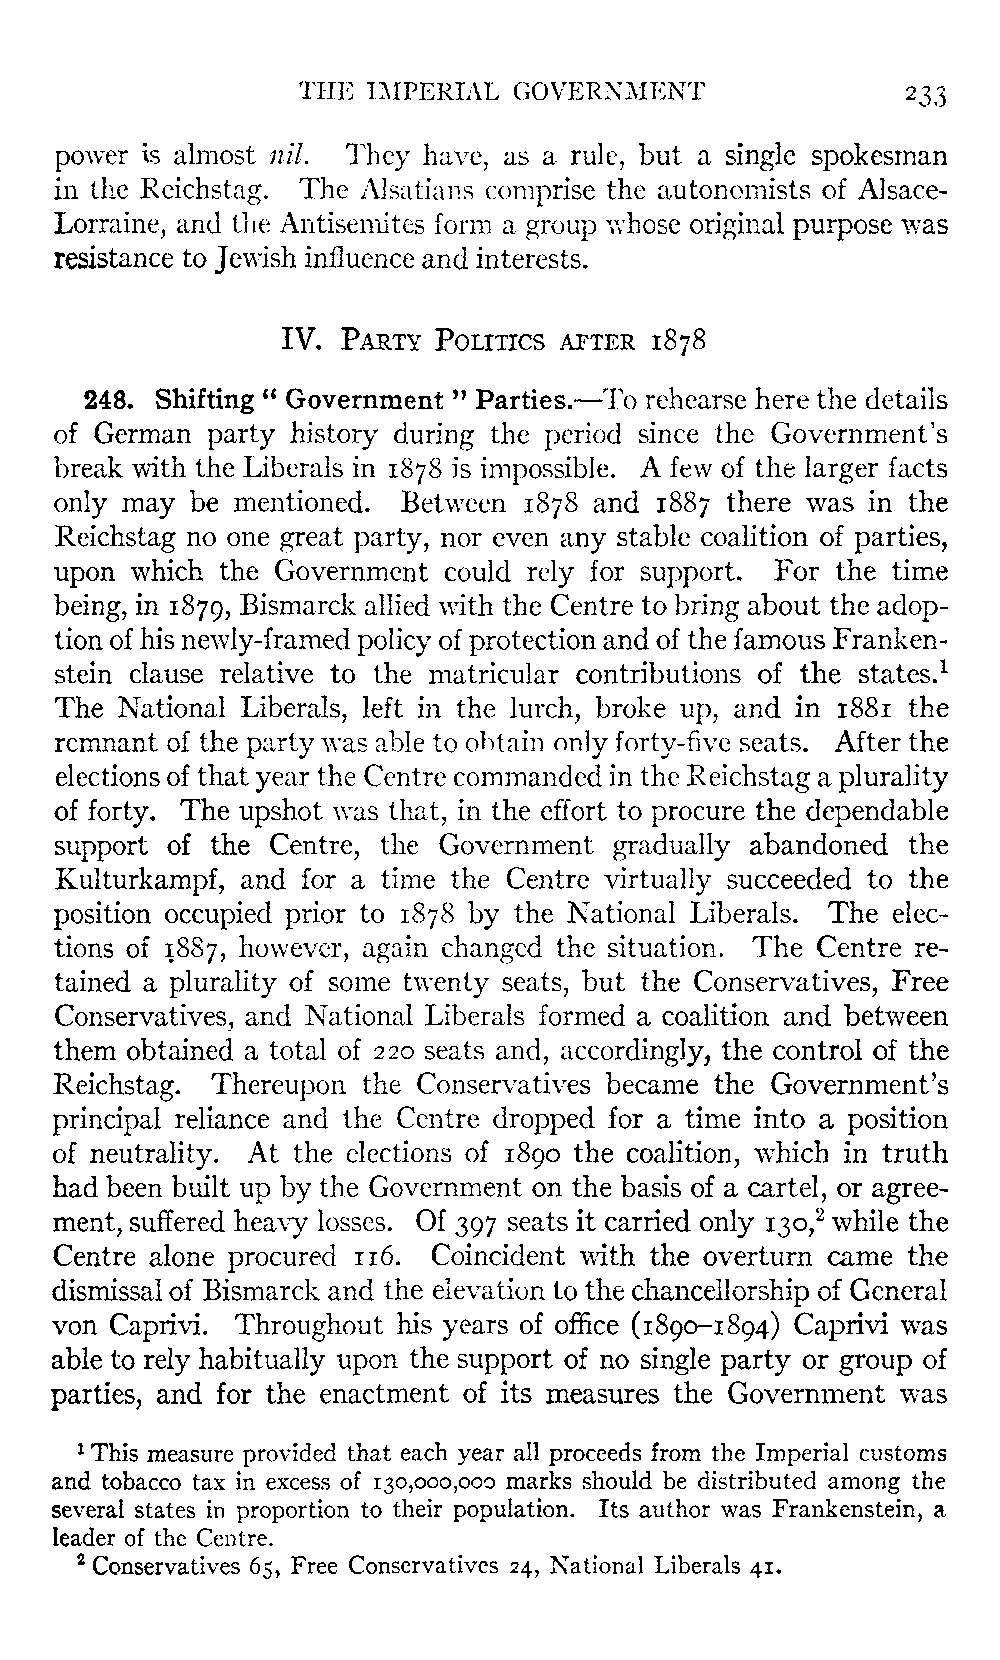 THE IMPERIAL GOVERNMENT 233
power is almost nil. They have, as a rule, but a single spokesman
in the Reichstag. The Alsatians comprise the autonomists of Alsace-
Lorraine, and the Antisemites form a group whose original purpose was
resistance to Jewish influence and interests.
IV. PARTY POLITICS AFTER 1878
248. Shifting “ Government ” Parties.—To rehearse here the details
of German party history during the period since the Government's
break with the Liberals in 1878 is impossible. A few of the larger facts
only may be mentioned. Between 1878 and 1887 there was in the
Reichstag no one great party, nor even any stable coalition of parties,
upon which the Government could rely for support. For the time
being, in 1879, Bismarck allied with the Centre to bring about the adop-
tion of his newly-framed policy of protection and of the famous Franken-
stein clause relative to the matricular contributions of the states.¹
The National Liberals, left in the lurch, broke up, and in 1881 the
remnant of the party was able to obtain only forty-five seats. After the
elections of that year the Centre commanded in the Reichstag a plurality
of forty. The upshot was that, in the effort to procure the dependable
support of the Centre, the Government gradually abandoned the
Kulturkampf, and for a time the Centre virtually succeeded to the
position occupied prior to 1878 by the National Liberals. The elec-
tions of 1887, however, again changed the situation. The Centre re-
tained a plurality of some twenty seats, but the Conservatives, Free
Conservatives, and National Liberals formed a coalition and between
them obtained a total of 220 seats and, accordingly, the control of the
Reichstag. Thereupon the Conservatives became the Government's
principal reliance and the Centre dropped for a time into a position
of neutrality. At the elections of 1890 the coalition, which in truth
had been built up by the Government on the basis of a cartel, or agree-
ment, suffered heavy losses. Of 397 seats it carried only 130,² while the
Centre alone procured 116. Coincident with the overturn came the
dismissal of Bismarck and the elevation to the chancellorship of General
von Caprivi. Throughout his years of office (1890–1894) Caprivi was
able to rely habitually upon the support of no single party or group of
parties, and for the enactment of its measures the Government was
¹ This measure provided that each year all proceeds from the Imperial customs
and tobacco tax in excess of 130,000,000 marks should be distributed among the
several states in proportion to their population. Its author was Frankenstein, a
leader of the Centre.
² Conservatives 65, Free Conservatives 24, National Liberals 41.